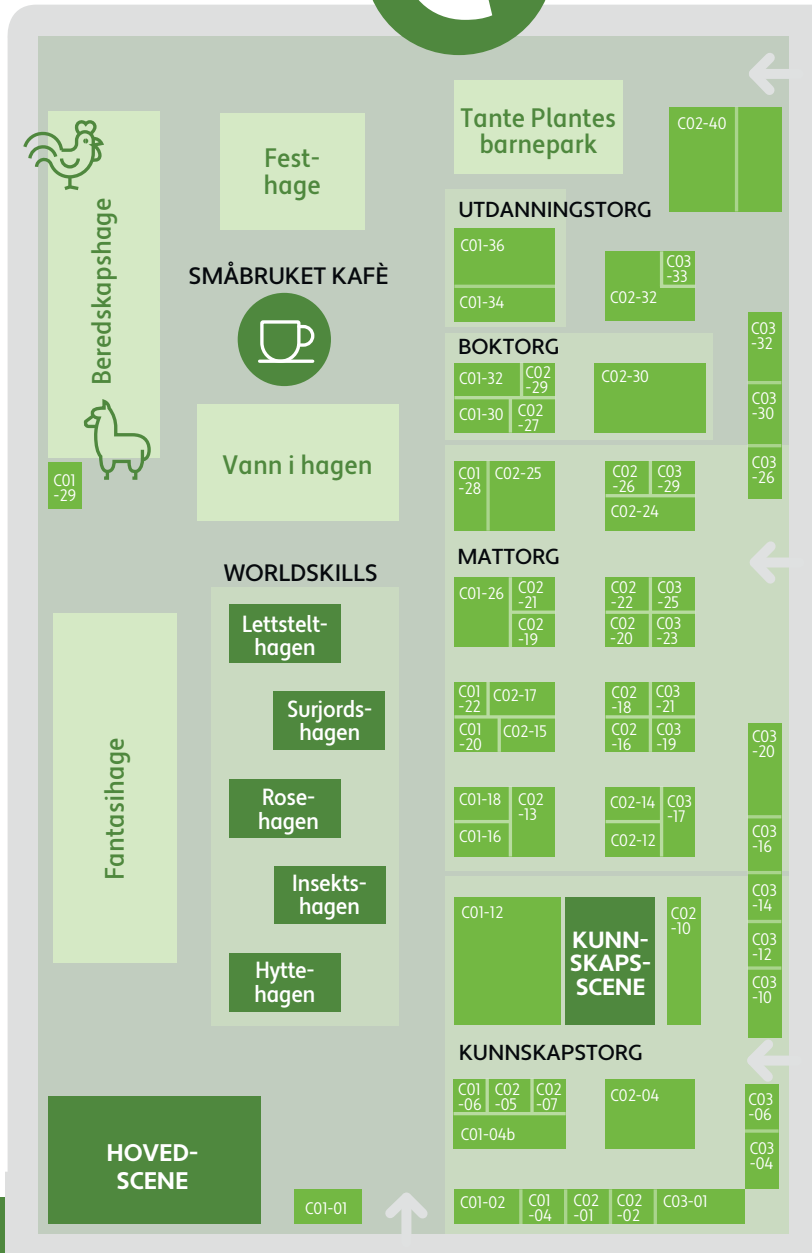 Tante Plantes
barnepark
C02-40
Fest-
hage
Beredskapshage
UTDANNINGSTORG
C01-36
C01-34
C03
-33
C02-32
SMÅBRUKET KAFÈ
C03
-32
BOKTORG
C01-32
C02
-29
C01-30
C02
-27
C02-30
C03
-30
Vann i hagen
C01
-29
C01
-28
C02-25
C02
-26
C03
-29
C02-24
C03
-26
MATTORG
C01-26
C02
-21
C02
-19
C02
-22
C03
-25
C02
-20
C03
-23
WORLDSKILLS
Lettstelt-
hagen
Surjords-
hagen
Rose-
hagen
Insekts-
hagen
Hytte-
hagen
Fantasihage
C01
-22
C02-17
C01
-20
C02-15
C02
-18
C03
-21
C02
-16
C03
-19
C03
-20
C01-18
C02
-13
C01-16
C02-14
C03
-17
C02-12
C03
-16
C03
-14
C03
-12
C03
-10
C01-12
KUNN-
SKAPS-
SCENE
C02
-10
KUNNSKAPSTORG
C01
-06
C02
-05
C02
-07
C01-04b
C02-04
C03
-06
C03
-04
HOVED-
SCENE
C01-01
C01-02
C01
-04
C02
-01
C02
-02
C03-01